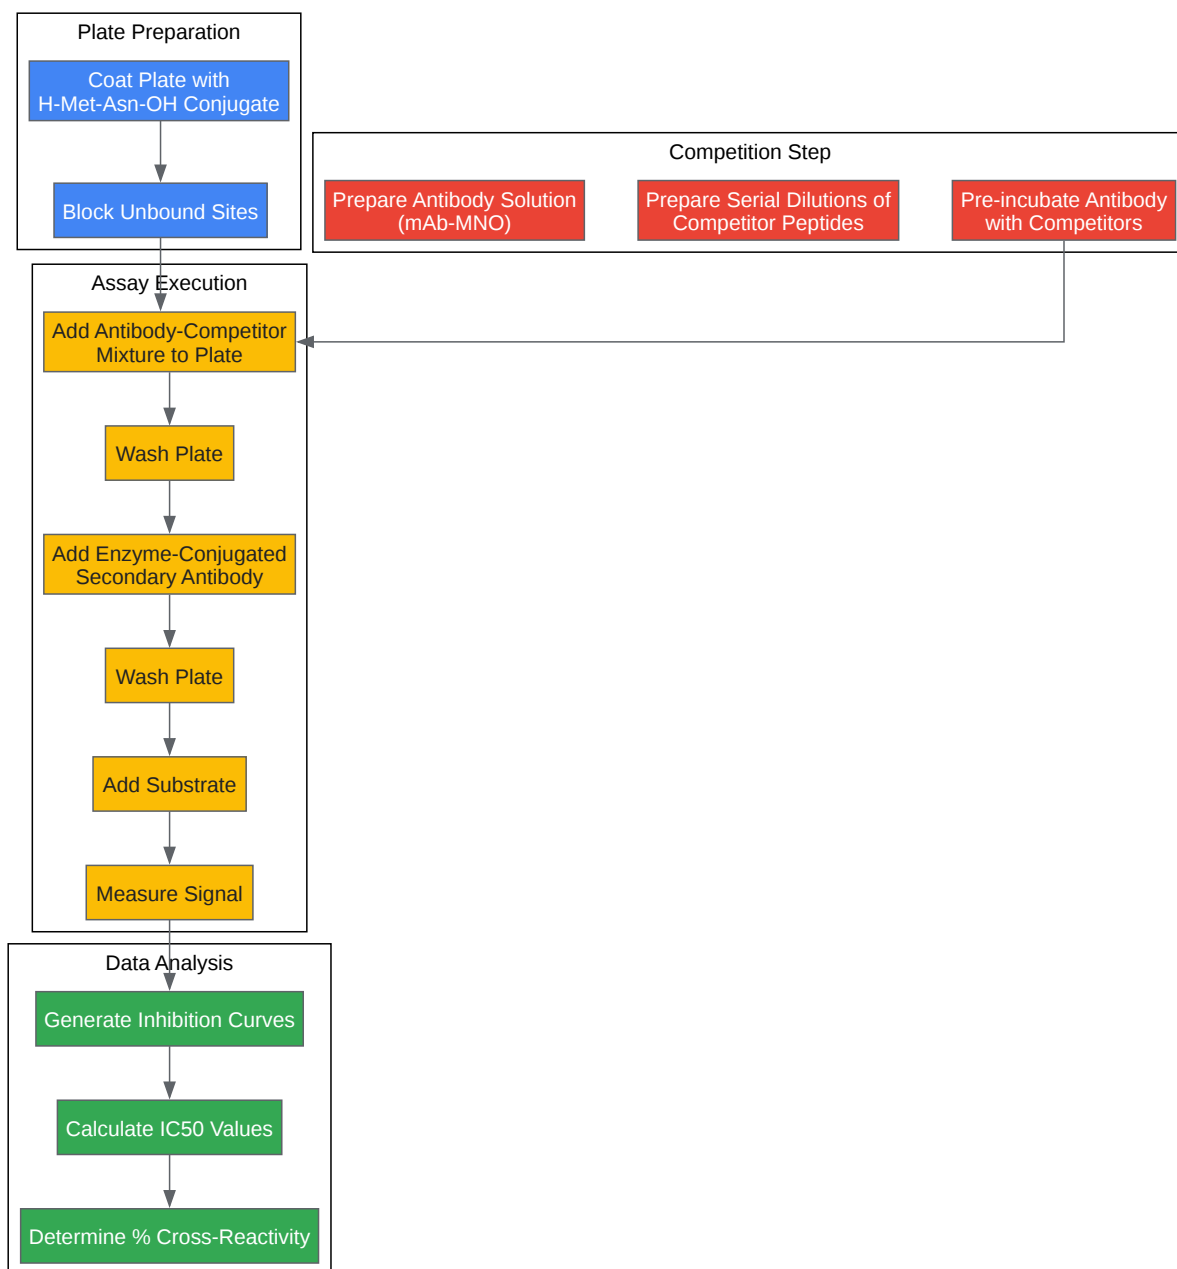 Plate Preparation
Coat Plate with
H-Met-Asn-OH Conjugate
Block Unbound Sites
Competition Step
Prepare Antibody Solution
(mAb-MNO)
Prepare Serial Dilutions of
Competitor Peptides
Pre-incubate Antibody
with Competitors
Assay Execution
Add Antibody-Competitor
Mixture to Plate
Wash Plate
Add Enzyme-Conjugated
Secondary Antibody
Wash Plate
Add Substrate
Measure Signal
Data Analysis
Generate Inhibition Curves
Calculate IC50 Values
Determine % Cross-Reactivity